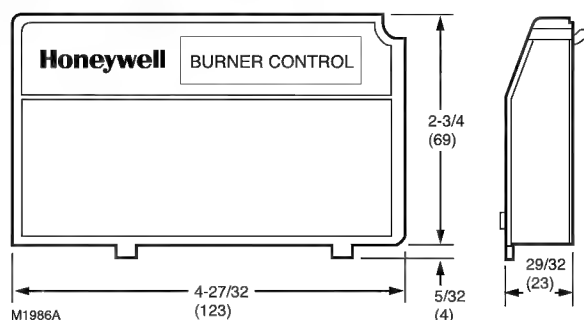 Honeywell
BURNER CONTROL
2-3/4
(69)
4-27/32
(123)
5/32
(4)
29/32
(23)
M1986A